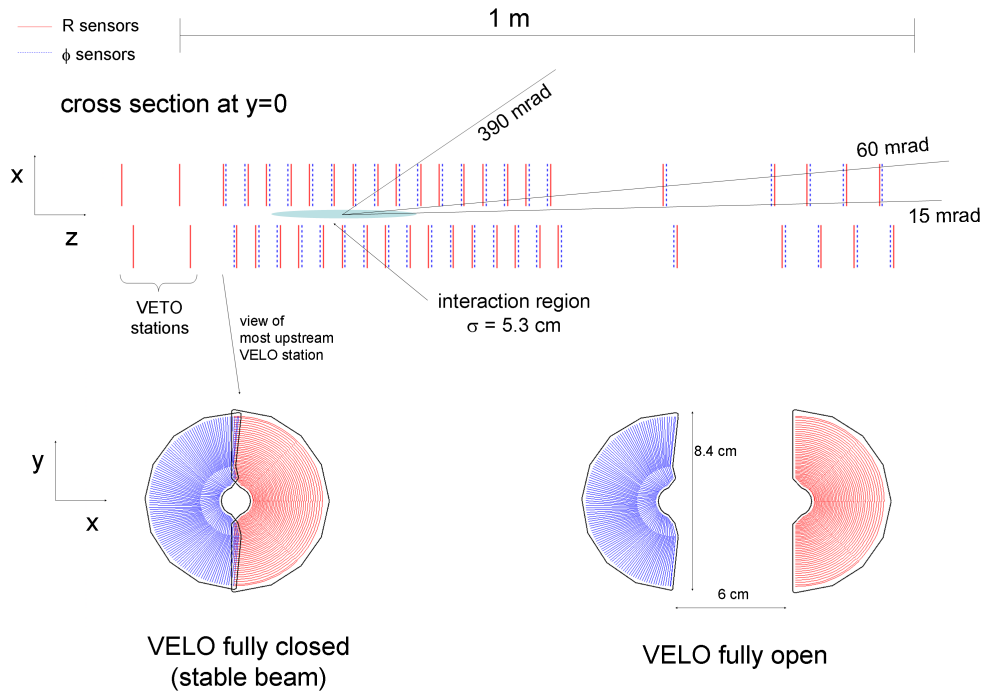 1 m
R sensors
ϕ sensors
cross section at y=0
390 mrad
60 mrad
15 mrad
x
z
VETO
stations
view of
most upstream
VELO station
interaction region
σ = 5.3 cm
y
x
8.4 cm
6 cm
VELO fully closed
(stable beam)
VELO fully open